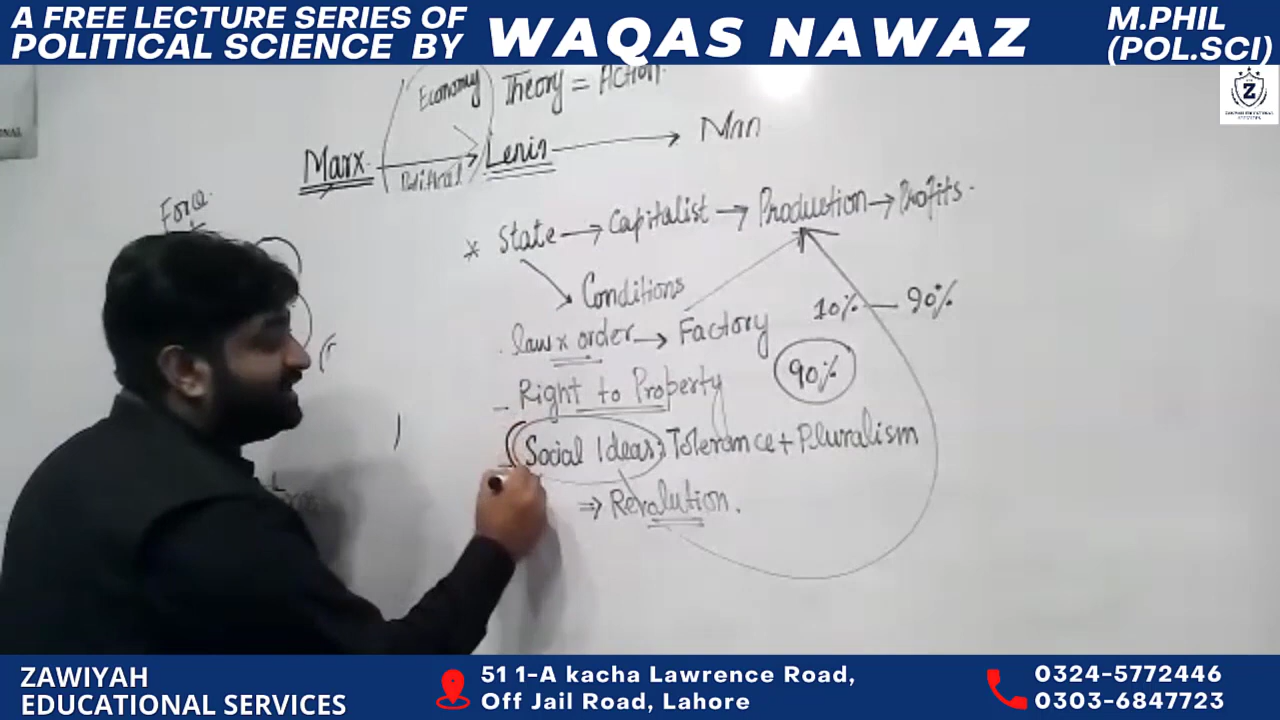 A FREE LECTURE SERIES OF
POLITICAL SCIENCE BY
WAQAS NAWAZ
M.PHIL
(POL.SCI)
Z
Economy
Theory = Action
Marx
Political
Lenin
Force
* State → Capitalist → Production → Profits.
Conditions
law x order → Factory
10% — 90%
90%
Right to Property
Social Ideas: Tolerance + Pluralism
⇒ Revalution.
ZAWIYAH
EDUCATIONAL SERVICES
51 1-A kacha Lawrence Road,
Off Jail Road, Lahore
0324-5772446
0303-6847723